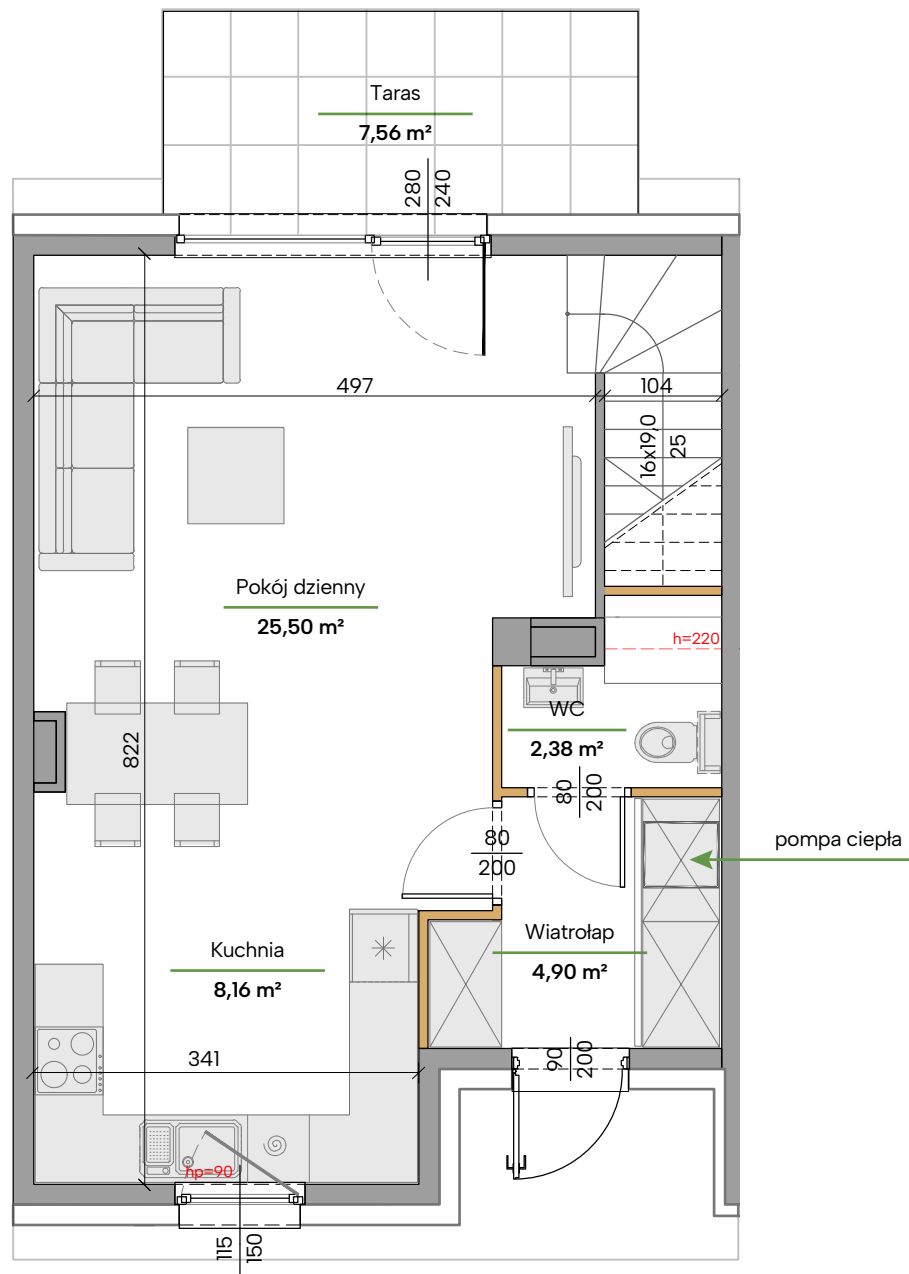 Taras
7,56 m²
280
240
497
104
16x19,0
25
Pokój dzienny
25,50 m²
h=220
WC
2,38 m²
822
80
200
80
200
pompa ciepła
Wiatrołap
4,90 m²
Kuchnia
8,16 m²
341
90
200
hp=90
115
150